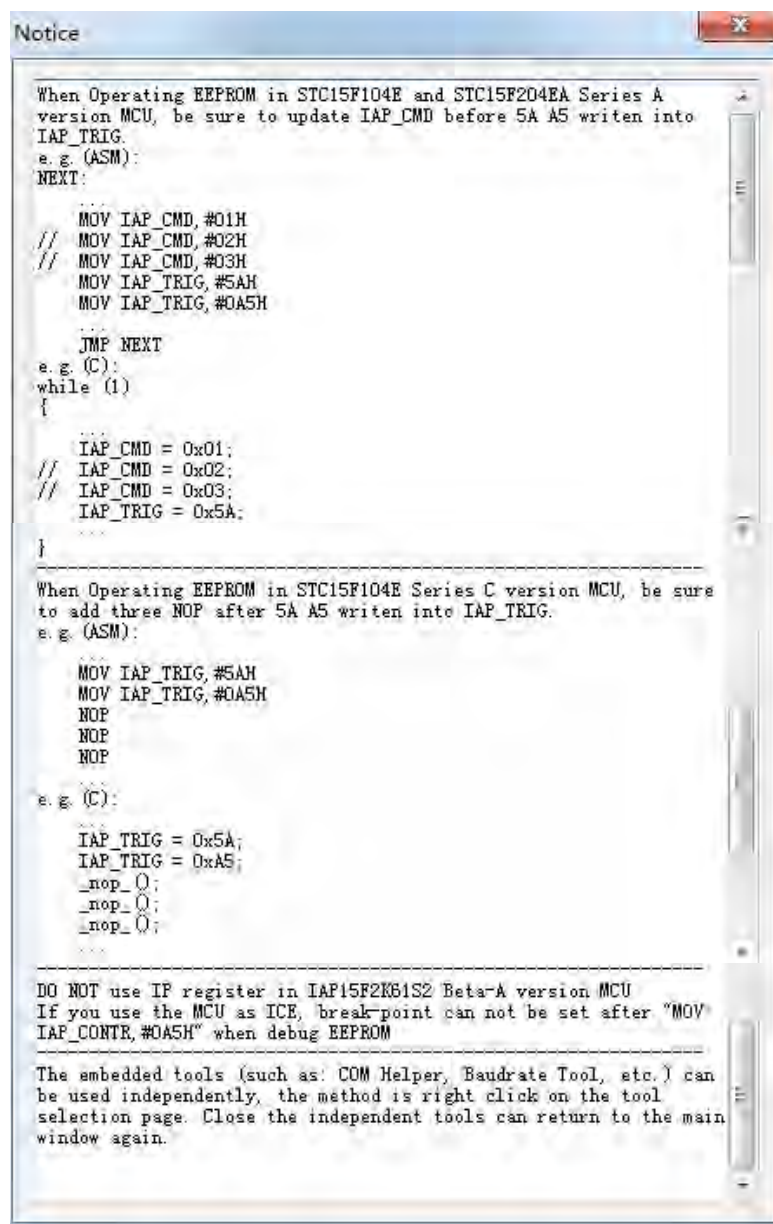 Notice
When Operating EEPROM in STC15F104E and STC15F204EA Series A
version MCU, be sure to update IAP_CMD before 5A A5 writen into
IAP_TRIG.
e.g.(ASM):
NEXT:
...
MOV IAP_CMD,#01H
// MOV IAP_CMD,#02H
// MOV IAP_CMD,#03H
MOV IAP_TRIG,#5AH
MOV IAP_TRIG,#0A5H
...
JMP NEXT
e.g.(C):
while (1)
{
...
IAP_CMD = 0x01;
// IAP_CMD = 0x02;
// IAP_CMD = 0x03;
IAP_TRIG = 0x5A;
...
}
When Operating EEPROM in STC15F104E Series C version MCU, be sure
to add three NOP after 5A A5 writen into IAP_TRIG.
e.g.(ASM):
...
MOV IAP_TRIG,#5AH
MOV IAP_TRIG,#0A5H
NOP
NOP
NOP
...
e.g.(C):
...
IAP_TRIG = 0x5A;
IAP_TRIG = 0xA5;
_nop_();
_nop_();
_nop_();
...
DO NOT use IP register in IAP15F2K61S2 Beta-A version MCU
If you use the MCU as ICE, break-point can not be set after "MOV
IAP_CONTR,#0A5H" when debug EEPROM
The embedded tools (such as: COM Helper, Baudrate Tool, etc.) can
be used independently, the method is right click on the tool
selection page. Close the independent tools can return to the main
window again.